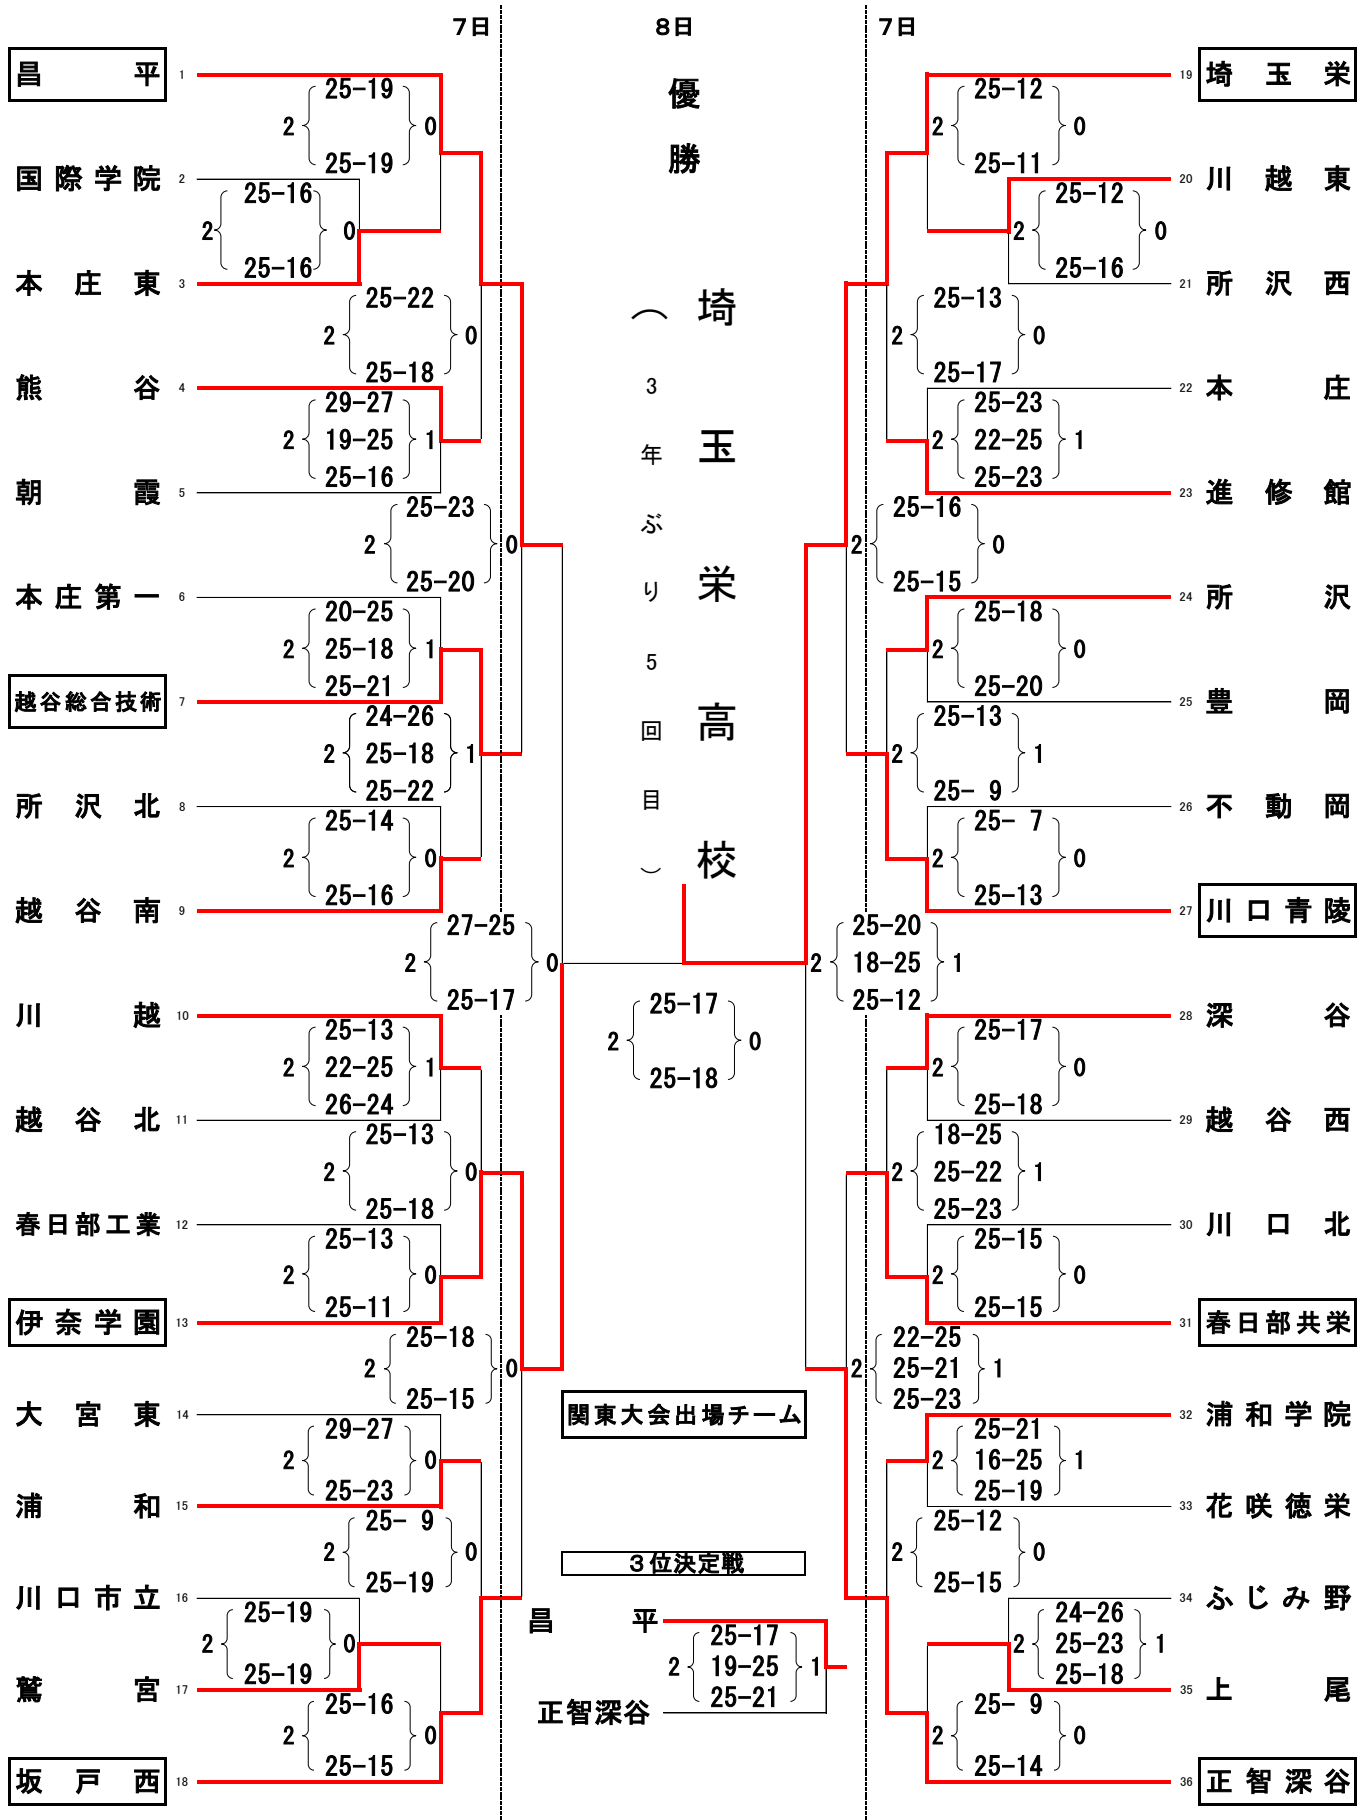 7日
8日
7日
優勝
埼玉栄高校
（3年ぶり5回目）
昌平 1
25-19
2 0
25-19
国際学院 2
25-16
2 0
25-16
本庄東 3
25-22
2 0
25-18
熊谷 4
29-27
2 19-25 1
25-16
朝霞 5
25-23
2 0
25-20
本庄第一 6
20-25
2 25-18 1
25-21
越谷総合技術 7
24-26
2 25-18 1
25-22
所沢北 8
25-14
2 0
25-16
越谷南 9
27-25
2 0
25-17
川越 10
25-13
2 22-25 1
26-24
越谷北 11
25-13
2 0
25-18
春日部工業 12
25-13
2 0
25-11
伊奈学園 13
25-18
2 0
25-15
大宮東 14
29-27
2 0
25-23
浦和 15
25- 9
2 0
25-19
川口市立 16
25-19
2 0
25-19
鷲宮 17
25-16
2 0
25-15
坂戸西 18
25-17
2 0
25-18
関東大会出場チーム
3位決定戦
昌平
25-17
2 19-25 1
25-21
正智深谷
19 埼玉栄
25-12
2 0
25-11
20 川越東
25-12
2 0
25-16
21 所沢西
25-13
2 0
25-17
22 本庄
25-23
2 22-25 1
25-23
23 進修館
25-16
2 0
25-15
24 所沢
25-18
2 0
25-20
25 豊岡
25-13
2 1
25- 9
26 不動岡
25- 7
2 0
25-13
27 川口青陵
25-20
2 18-25 1
25-12
28 深谷
25-17
2 0
25-18
29 越谷西
18-25
2 25-22 1
25-23
30 川口北
25-15
2 0
25-15
31 春日部共栄
22-25
2 25-21 1
25-23
32 浦和学院
25-21
2 16-25 1
25-19
33 花咲徳栄
25-12
2 0
25-15
34 ふじみ野
24-26
2 25-23 1
25-18
35 上尾
25- 9
2 0
25-14
36 正智深谷